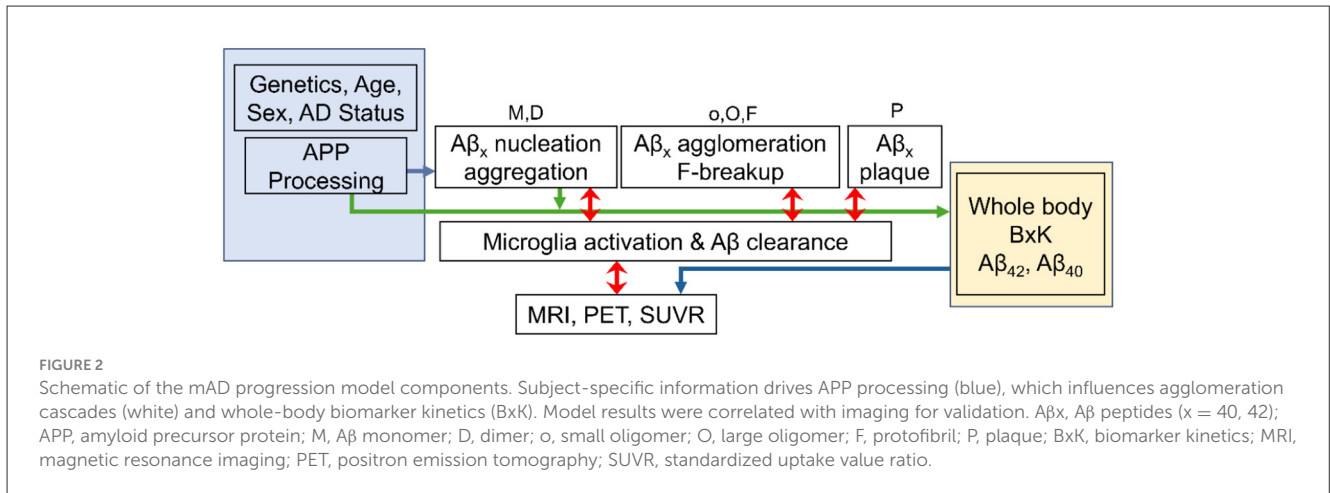 Genetics, Age,
Sex, AD Status
APP
Processing
M,D
Aβₓ nucleation
aggregation
o,O,F
Aβₓ agglomeration
F-breakup
P
Aβₓ
plaque
Microglia activation & Aβ clearance
Whole body
BxK
Aβ₄₂, Aβ₄₀
MRI, PET, SUVR
FIGURE 2
Schematic of the mAD progression model components. Subject-specific information drives APP processing (blue), which influences agglomeration
cascades (white) and whole-body biomarker kinetics (BxK). Model results were correlated with imaging for validation. Aβx, Aβ peptides (x = 40, 42);
APP, amyloid precursor protein; M, Aβ monomer; D, dimer; o, small oligomer; O, large oligomer; F, protofibril; P, plaque; BxK, biomarker kinetics; MRI,
magnetic resonance imaging; PET, positron emission tomography; SUVR, standardized uptake value ratio.